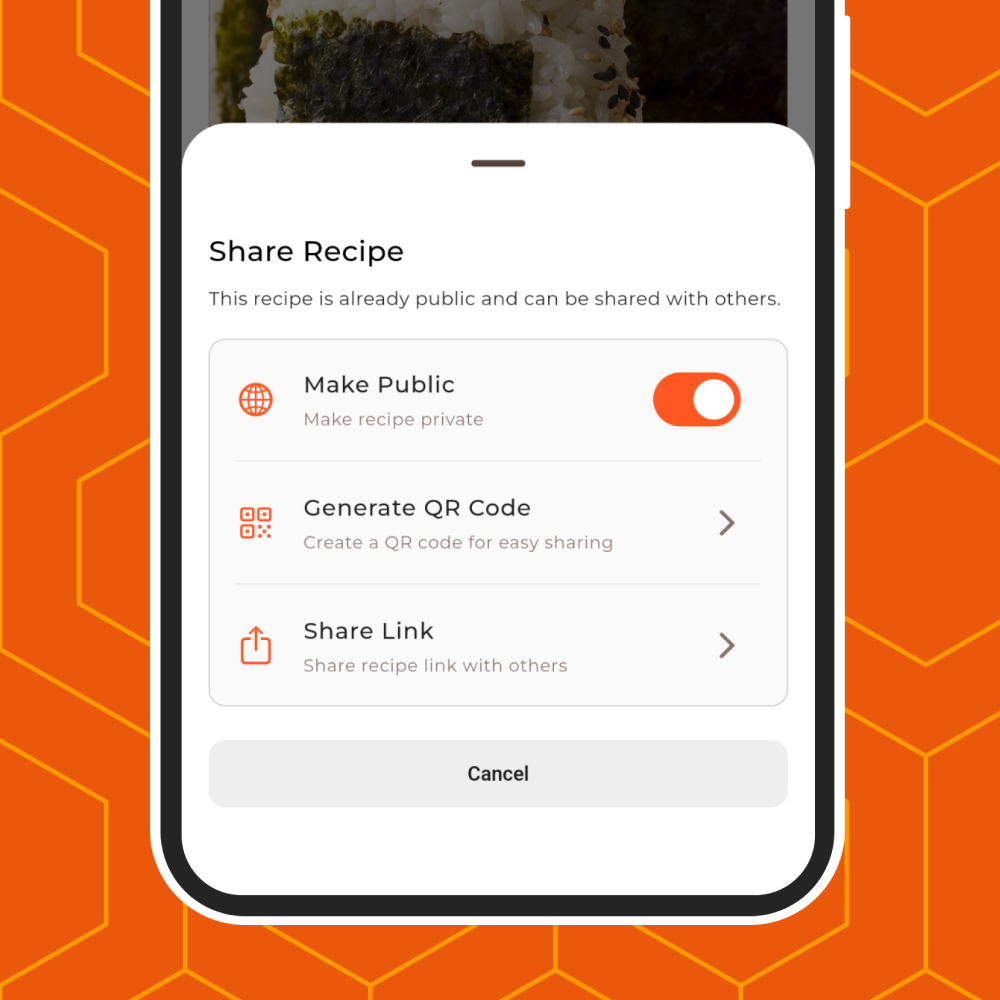 Share Recipe
This recipe is already public and can be shared with others.
Make Public
Make recipe private
Generate QR Code
Create a QR code for easy sharing
Share Link
Share recipe link with others
Cancel